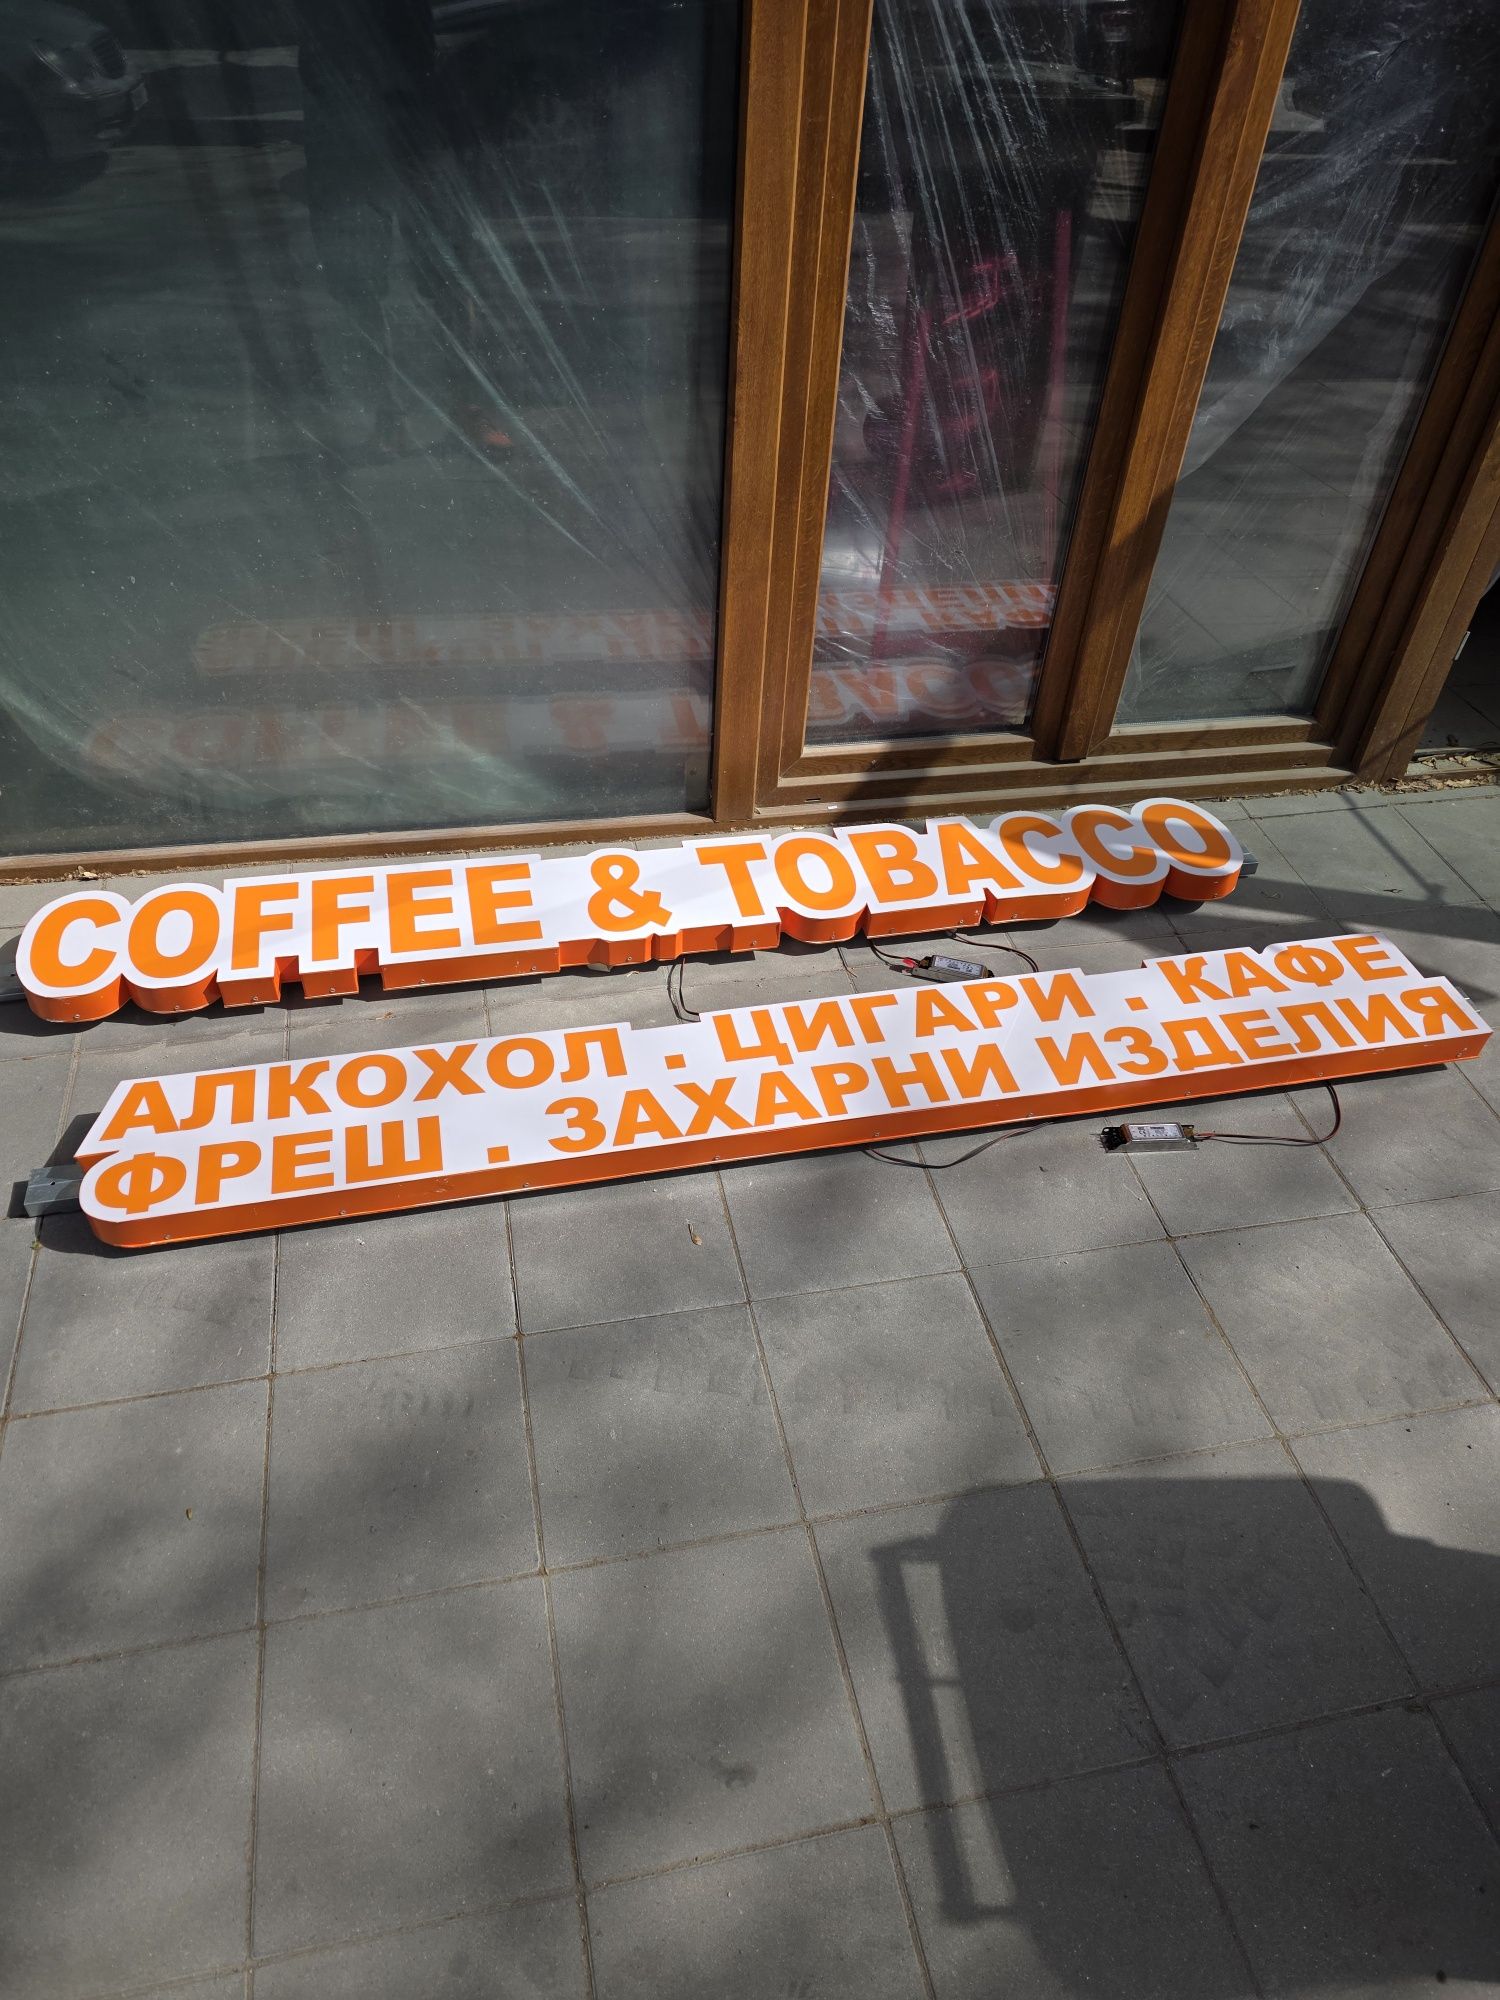 COFFEE & TOBACCO
АЛКОХОЛ . ЦИГАРИ . КАФЕ
ФРЕШ . ЗАХАРНИ ИЗДЕЛИЯ